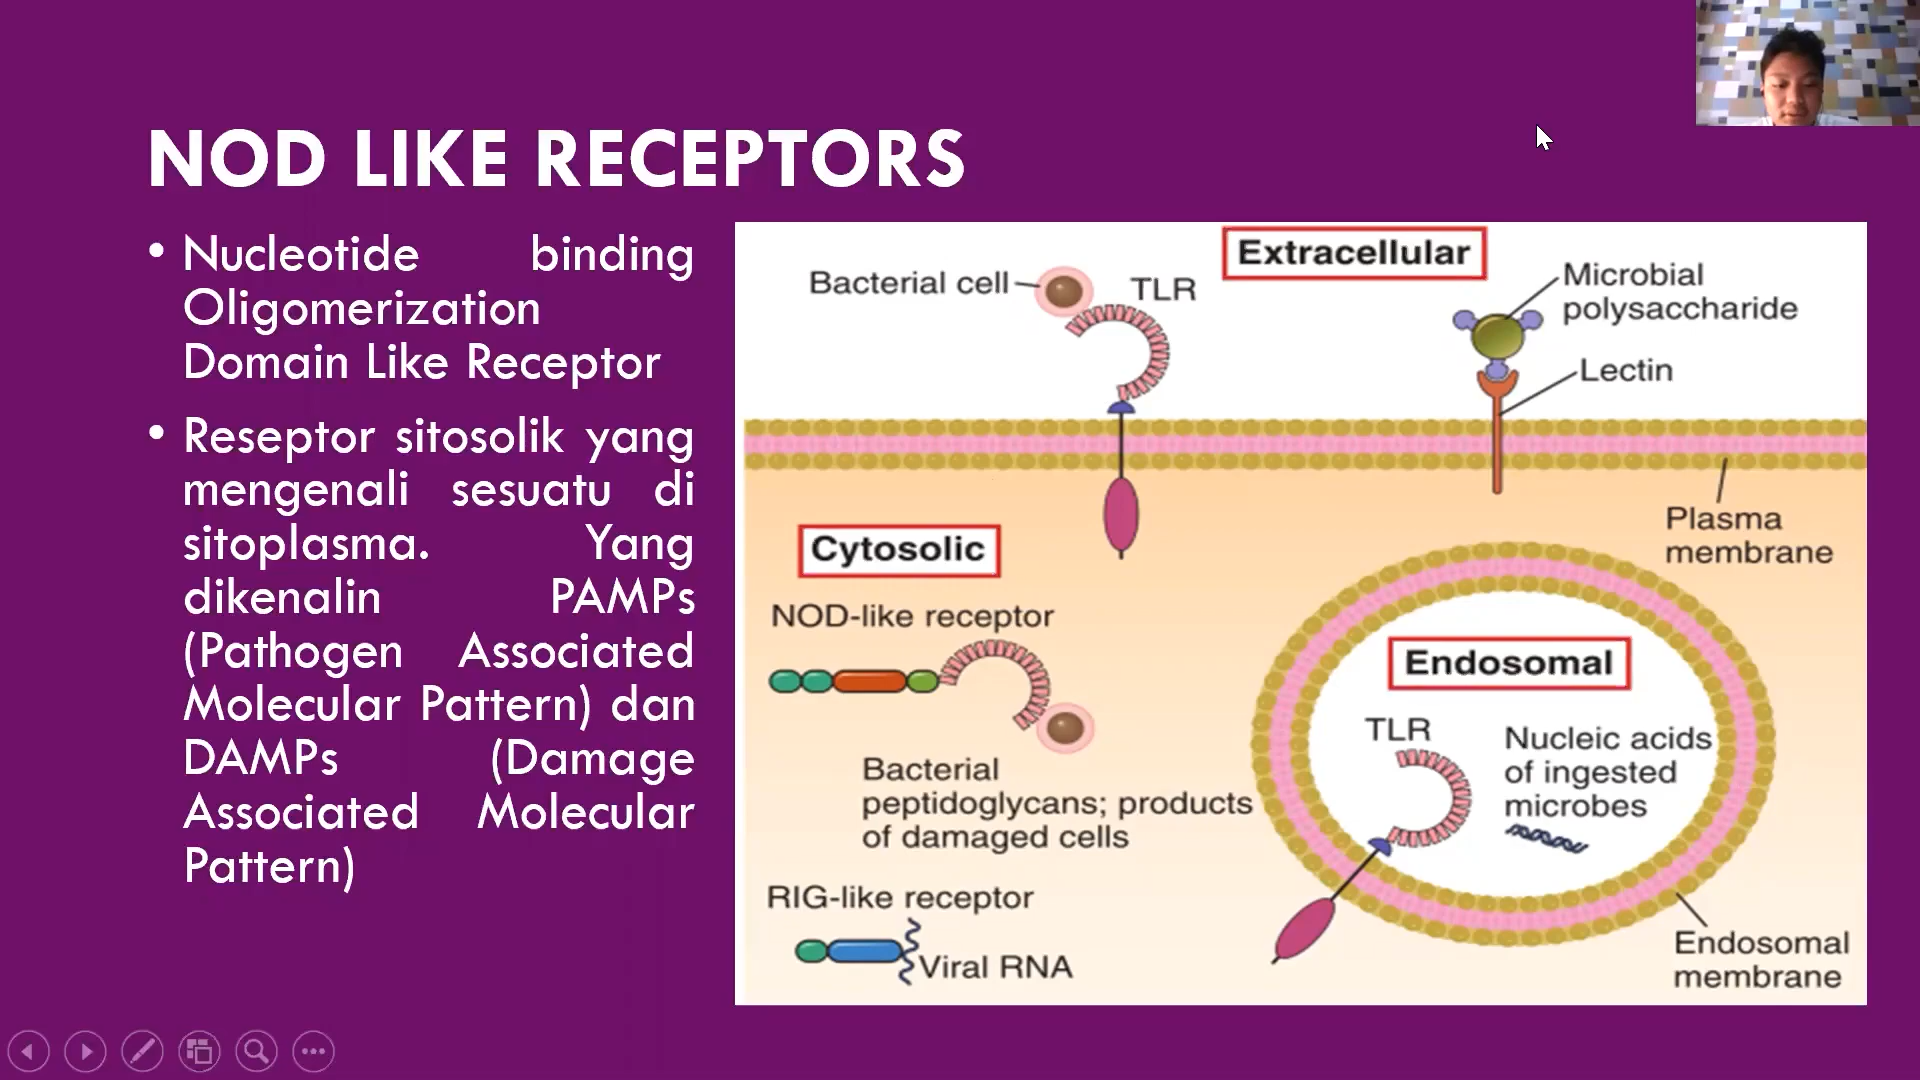 NOD LIKE RECEPTORS
• Nucleotide binding
Oligomerization
Domain Like Receptor
• Reseptor sitosolik yang
mengenali sesuatu di
sitoplasma. Yang
dikenalin PAMPs
(Pathogen Associated
Molecular Pattern) dan
DAMPs (Damage
Associated Molecular
Pattern)
Extracellular
Bacterial cell
TLR
Microbial
polysaccharide
Lectin
Plasma
membrane
Cytosolic
NOD-like receptor
Bacterial
peptidoglycans; products
of damaged cells
RIG-like receptor
Viral RNA
Endosomal
TLR
Nucleic acids
of ingested
microbes
Endosomal
membrane